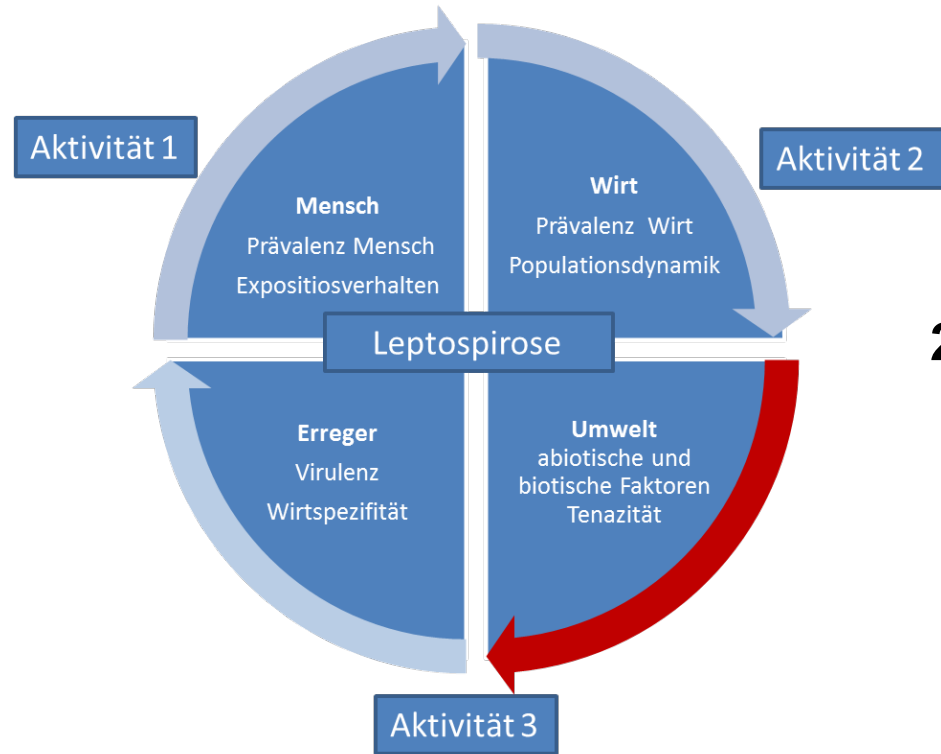 Aktivität 1
Mensch
Prävalenz Mensch
Expositiosverhalten
Wirt
Prävalenz Wirt
Populationsdynamik
Aktivität 2
Leptospirose
2
Erreger
Virulenz
Wirtspezifität
Umwelt
abiotische und
biotische Faktoren
Tenazität
Aktivität 3